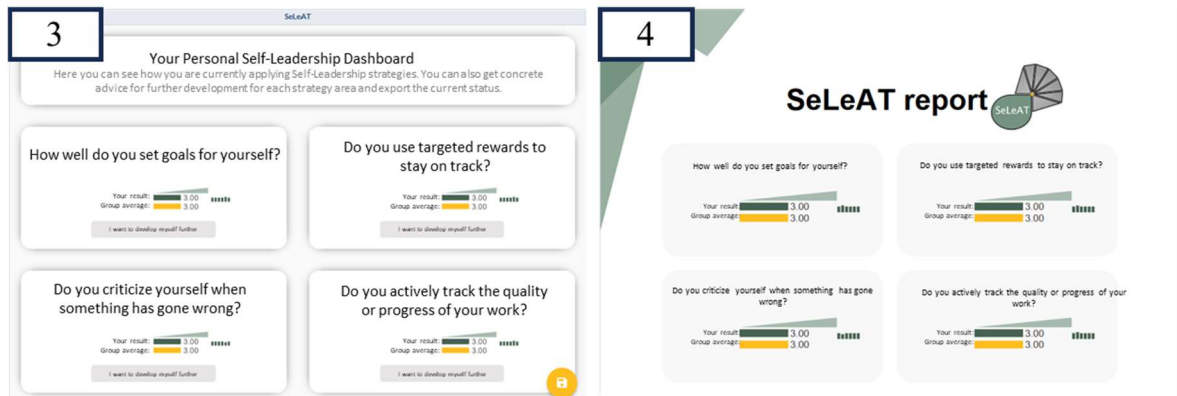 3
SeLeAT
Your Personal Self-Leadership Dashboard
Here you can see how you are currently applying Self-Leadership strategies. You can also get concrete
advice for further development for each strategy area and export the current status.
How well do you set goals for yourself?
Your result: 3.00
Group average: 3.00
I want to develop myself further
Do you use targeted rewards to
stay on track?
Your result: 3.00
Group average: 3.00
I want to develop myself further
Do you criticize yourself when
something has gone wrong?
Your result: 3.00
Group average: 3.00
I want to develop myself further
Do you actively track the quality
or progress of your work?
Your result: 3.00
Group average: 3.00
I want to develop myself further
4
SeLeAT report
SeLeAT
How well do you set goals for yourself?
Your result: 3.00
Group average: 3.00
Do you use targeted rewards to stay on track?
Your result: 3.00
Group average: 3.00
Do you criticize yourself when something has gone
wrong?
Your result: 3.00
Group average: 3.00
Do you actively track the quality or progress of your
work?
Your result: 3.00
Group average: 3.00